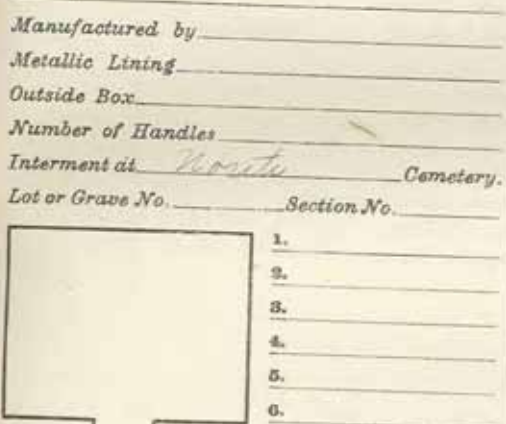 Manufactured by
Metallic Lining
Outside Box
Number of Handles
Interment at Cemetery.
Lot or Grave No. Section No.
1.
2.
3.
4.
5.
6.